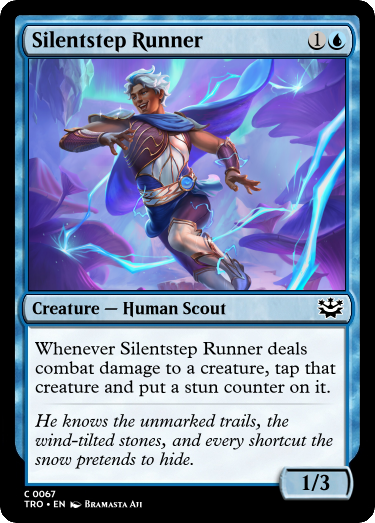 Silentstep Runner 1
Creature — Human Scout
Whenever Silentstep Runner deals
combat damage to a creature, tap that
creature and put a stun counter on it.
He knows the unmarked trails, the
wind-tilted stones, and every shortcut the
snow pretends to hide.
1/3
C 0067
TRO • EN Bramasta Aji